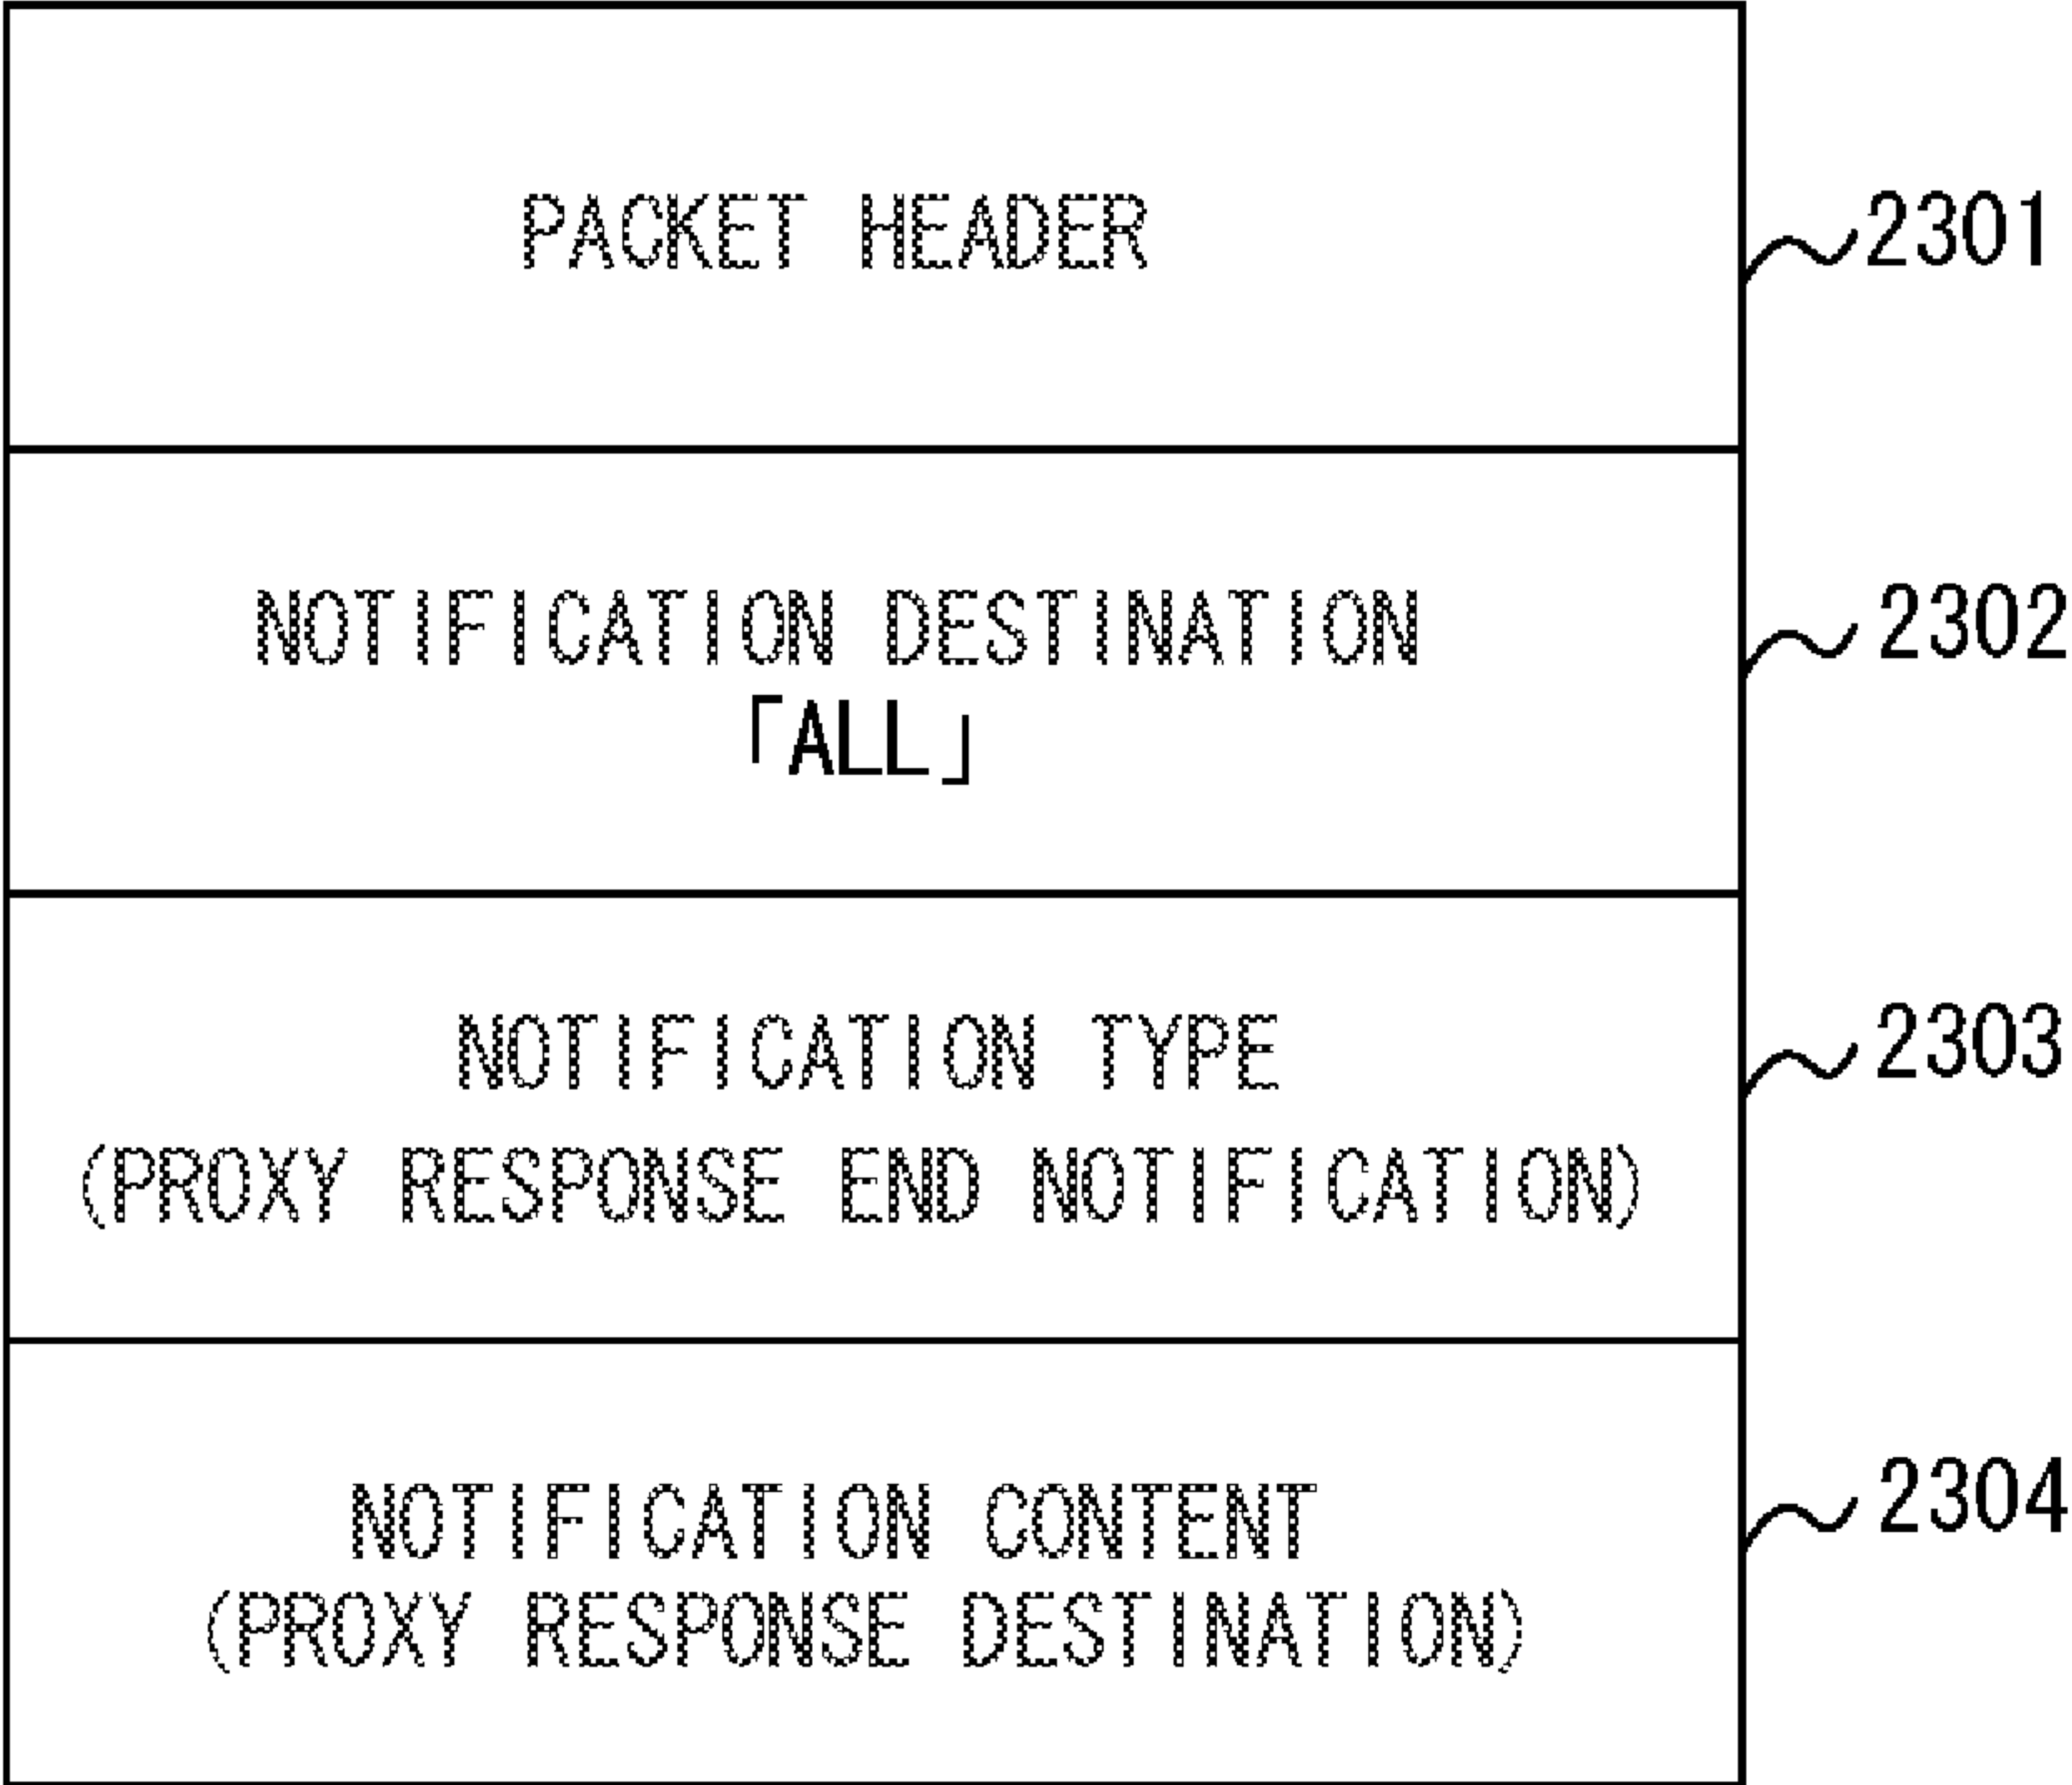 PACKET HEADER
2301
NOTIFICATION DESTINATION
2302
「ALL」
NOTIFICATION TYPE
2303
(PROXY RESPONSE END NOTIFICATION)
NOTIFICATION CONTENT
2304
(PROXY RESPONSE DESTINATION)